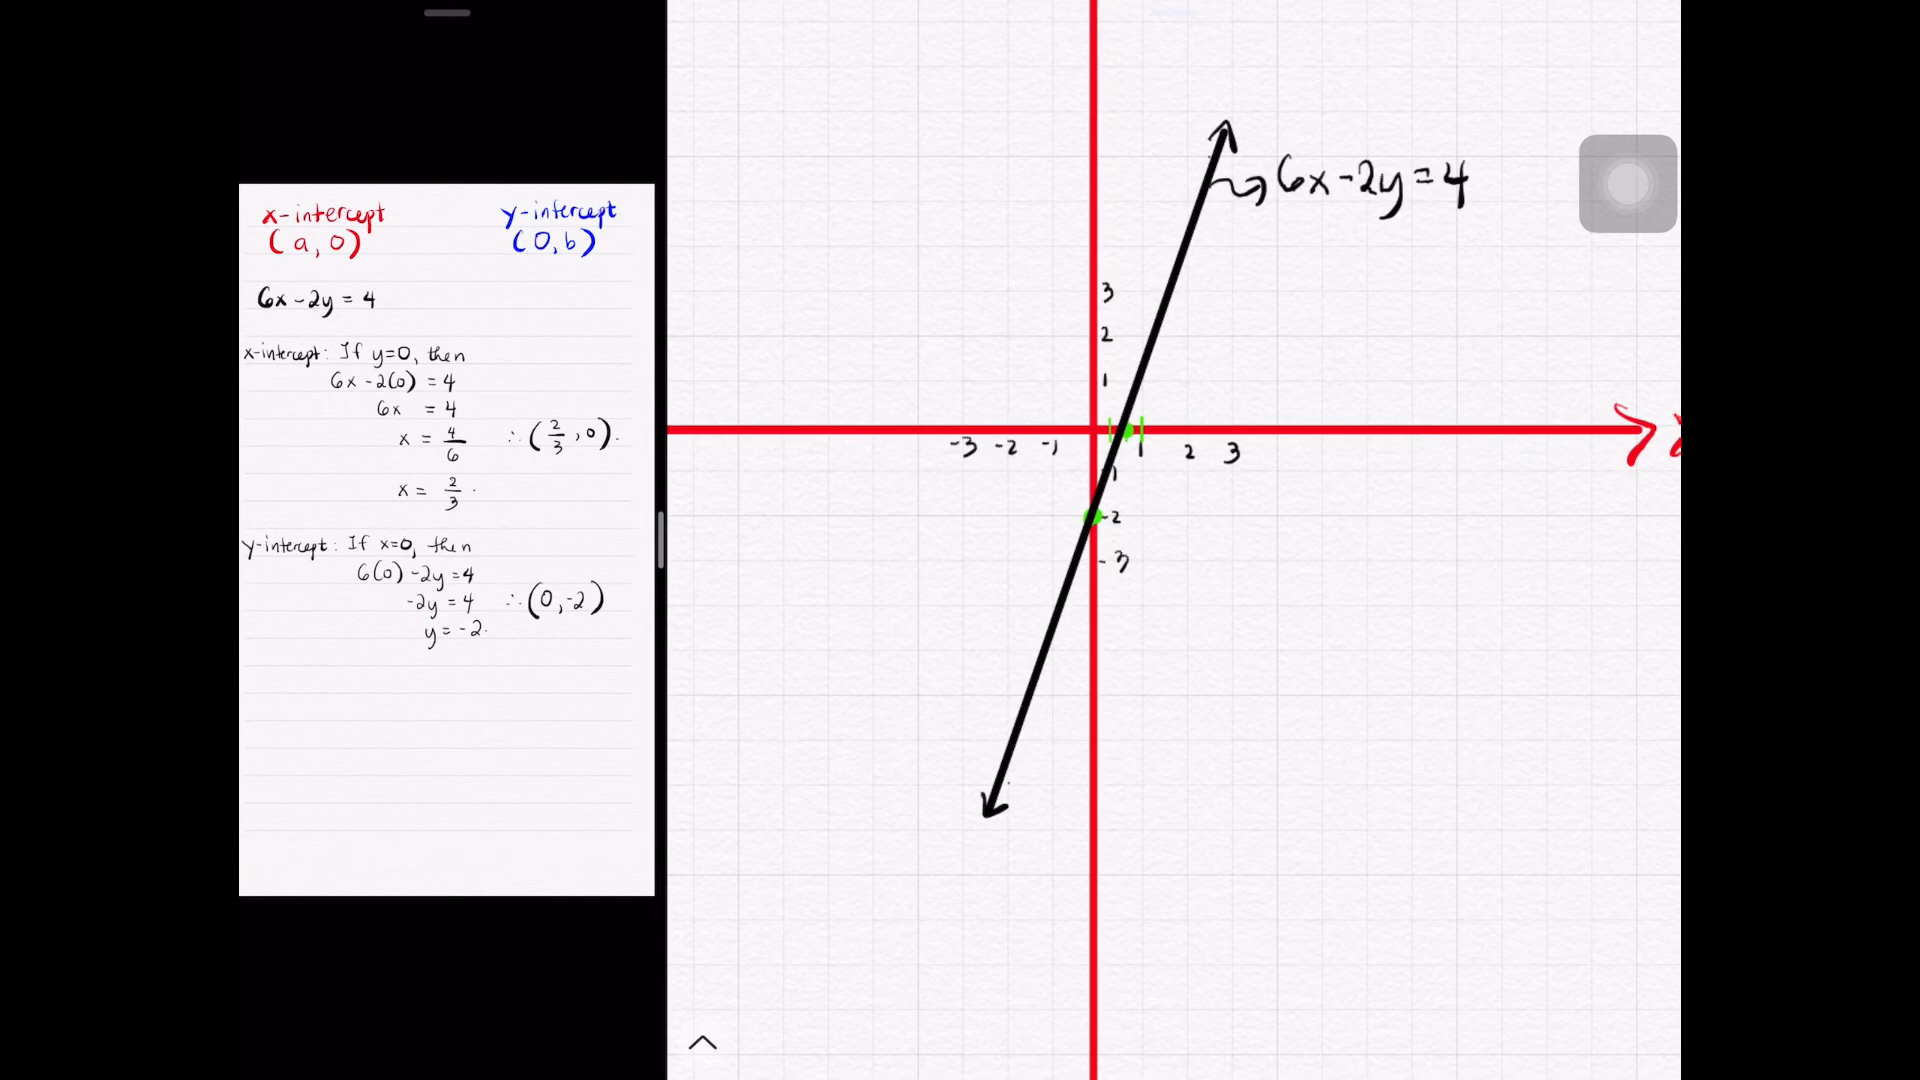 x-intercept
(a, 0)
y-intercept
(0, b)
6x - 2y = 4
x-intercept: If y=0, then
6x - 2(0) = 4
6x = 4
x = 4/6 ∴ (2/3, 0).
x = 2/3.
y-intercept: If x=0, then
6(0) - 2y = 4
-2y = 4 ∴ (0, -2)
y = -2.
6x - 2y = 4
3
2
1
-3 -2 -1 1 2 3
-2
-3